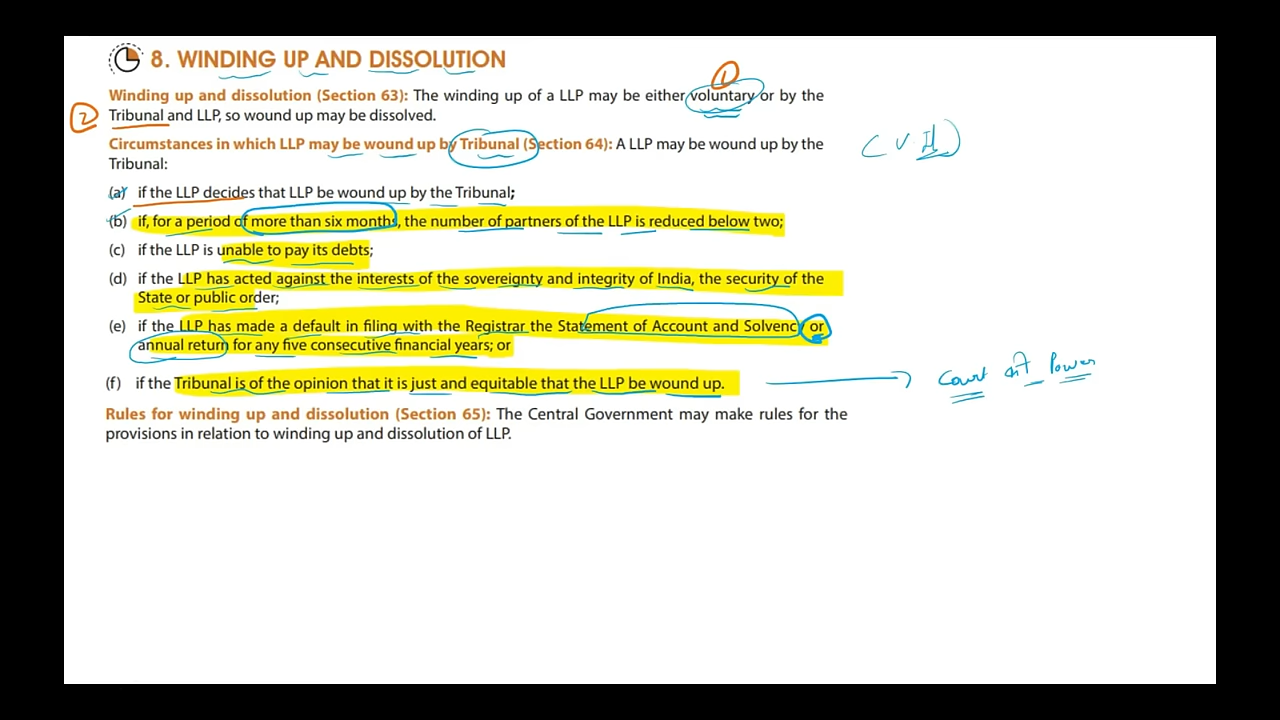 8. WINDING UP AND DISSOLUTION
1
Winding up and dissolution (Section 63): The winding up of a LLP may be either voluntary or by the
2
Tribunal and LLP, so wound up may be dissolved.
Circumstances in which LLP may be wound up by Tribunal (Section 64): A LLP may be wound up by the
Tribunal:
(a) if the LLP decides that LLP be wound up by the Tribunal;
(b) if, for a period of more than six months, the number of partners of the LLP is reduced below two;
(c) if the LLP is unable to pay its debts;
(d) if the LLP has acted against the interests of the sovereignty and integrity of India, the security of the
State or public order;
(e) if the LLP has made a default in filing with the Registrar the Statement of Account and Solvency or
annual return for any five consecutive financial years; or
(f) if the Tribunal is of the opinion that it is just and equitable that the LLP be wound up.
Court की Power
Rules for winding up and dissolution (Section 65): The Central Government may make rules for the
provisions in relation to winding up and dissolution of LLP.